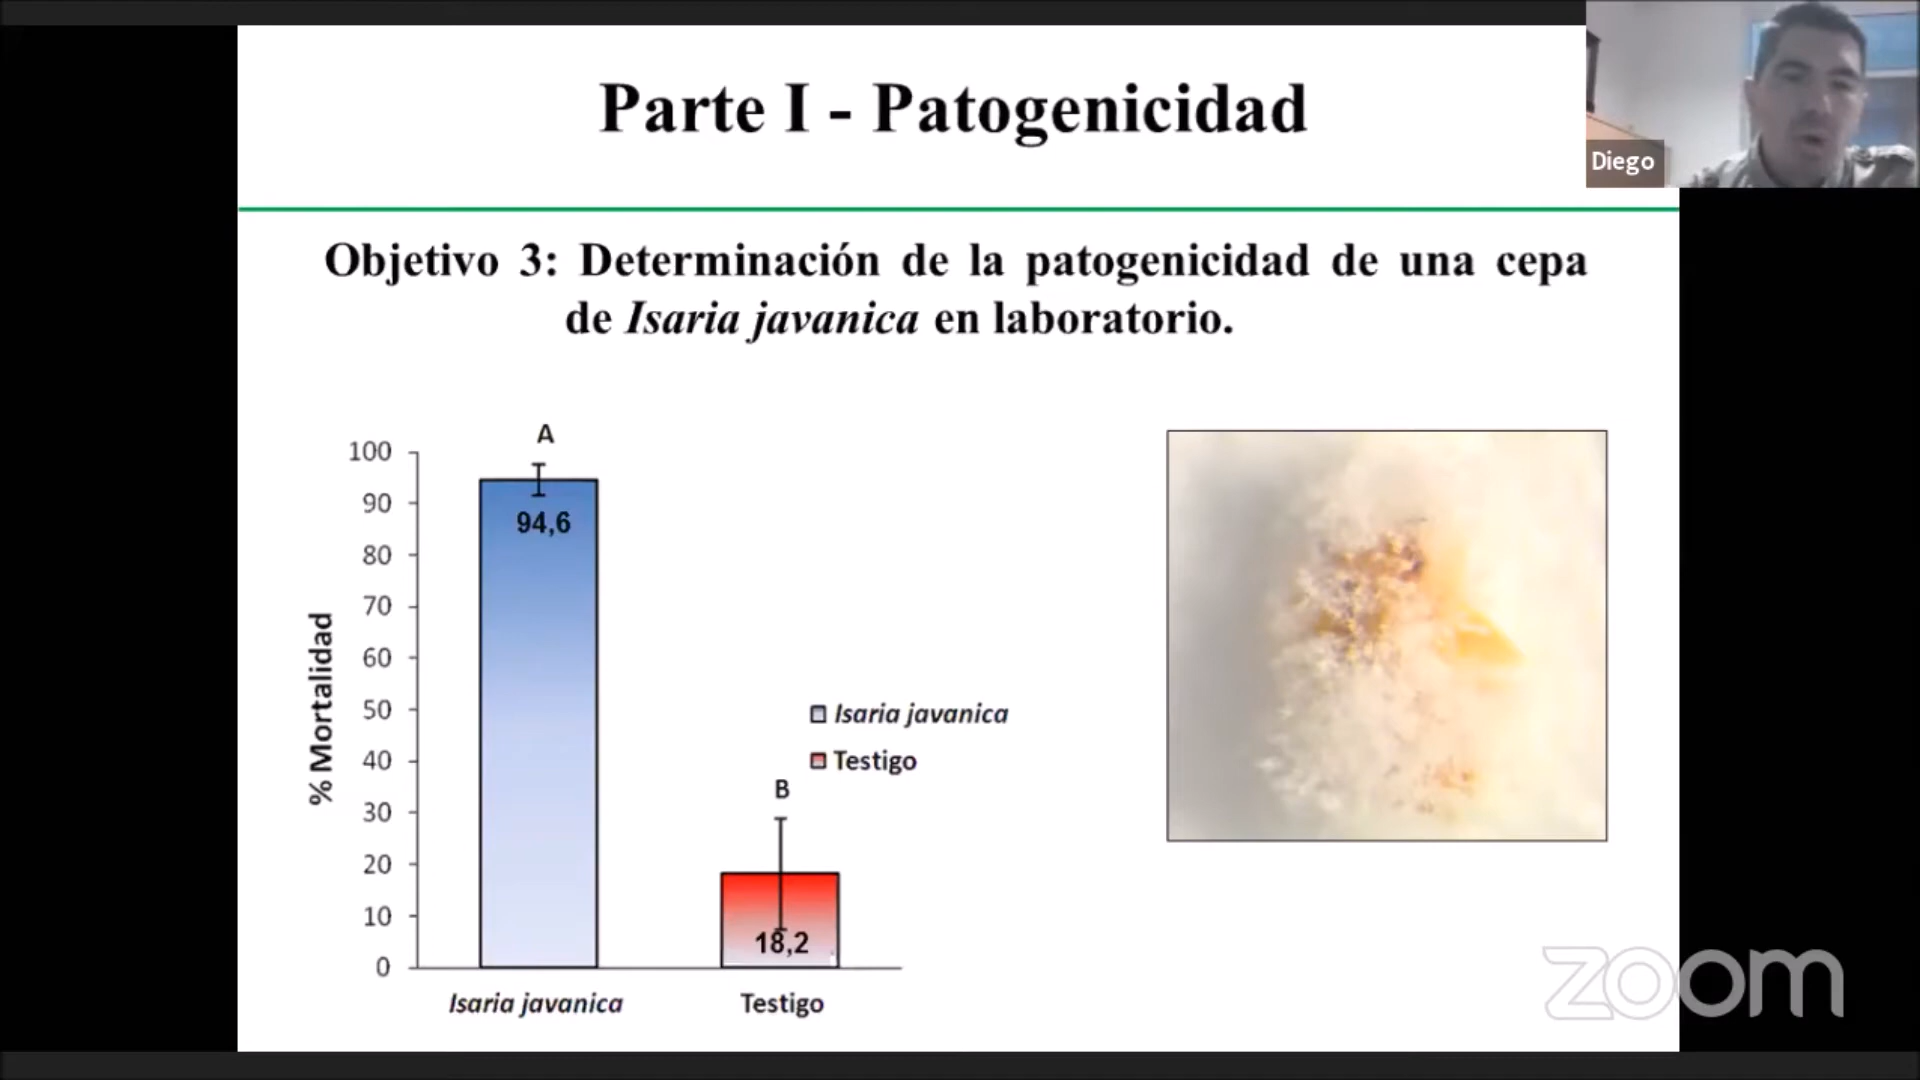 Parte I - Patogenicidad
Diego
Objetivo 3: Determinación de la patogenicidad de una cepa
de Isaria javanica en laboratorio.
A
100
90
94,6
80
70
60
50
40
30
20
10
0
% Mortalidad
Isaria javanica
Testigo
B
18,2
Isaria javanica
Testigo
zoom